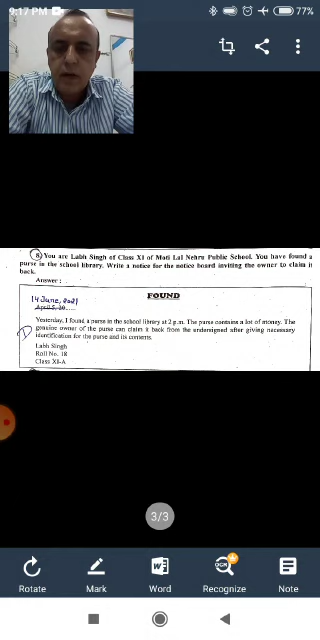 9:17 PM
77%
8. You are Labh Singh of Class XI of Moti Lal Nehru Public School. You have found a
purse in the school library. Write a notice for the notice board inviting the owner to claim it
back.
Answer :
FOUND
14 June, 2021
April 5, 20.....
Yesterday, I found a purse in the school library at 2 p.m. The purse contains a lot of money. The
genuine owner of the purse can claim it back from the undersigned after giving necessary
identification for the purse and its contents.
Labh Singh
Roll No. 18
Class XI-A
3/3
W
OCR
Rotate
Mark
Word
Recognize
Note